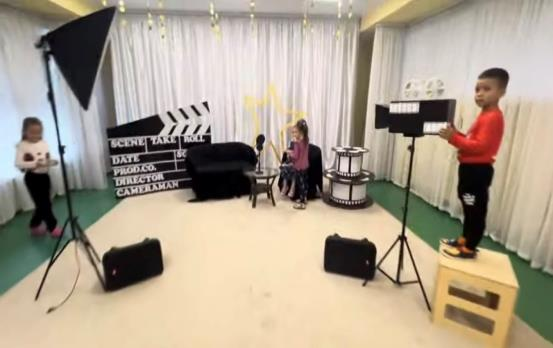 SCENE TAKE ROLL
DATE
PROD.CO.
DIRECTOR
CAMERAMAN